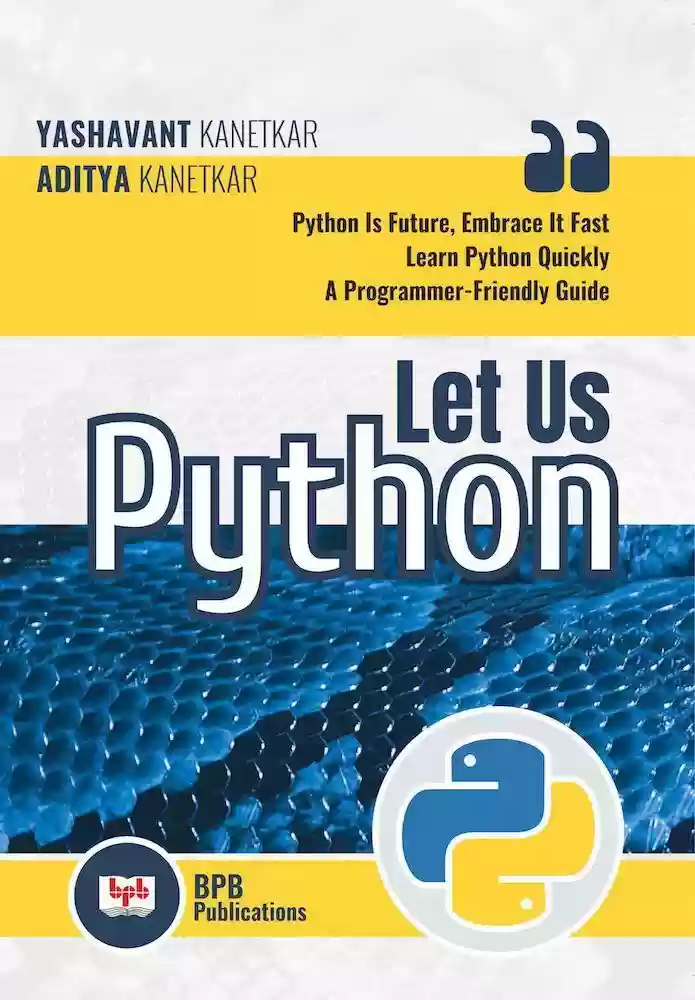 YASHAVANT KANETKAR
ADITYA KANETKAR
Python Is Future, Embrace It Fast
Learn Python Quickly
A Programmer-Friendly Guide
Let Us
Python
bpb
BPB
Publications